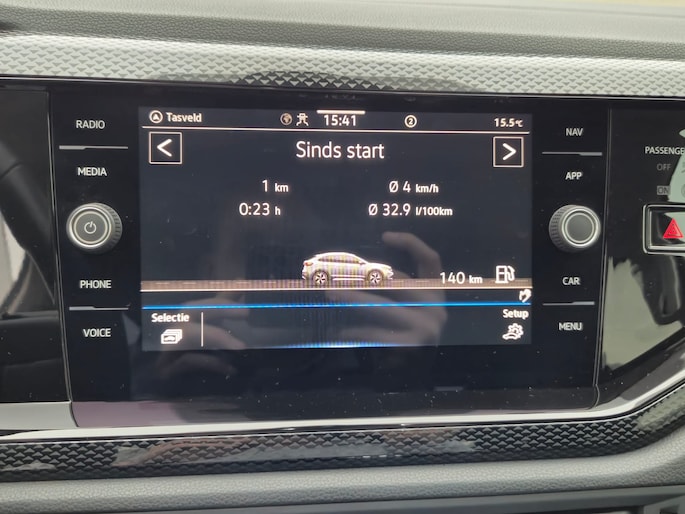 RADIO
MEDIA
PHONE
VOICE
Tasveld 15:41 2 15.5°C
< Sinds start >
1 km Ø 4 km/h
0:23 h Ø 32.9 l/100km
140 km
Selectie Setup
NAV
APP
CAR
MENU
OFF
ON